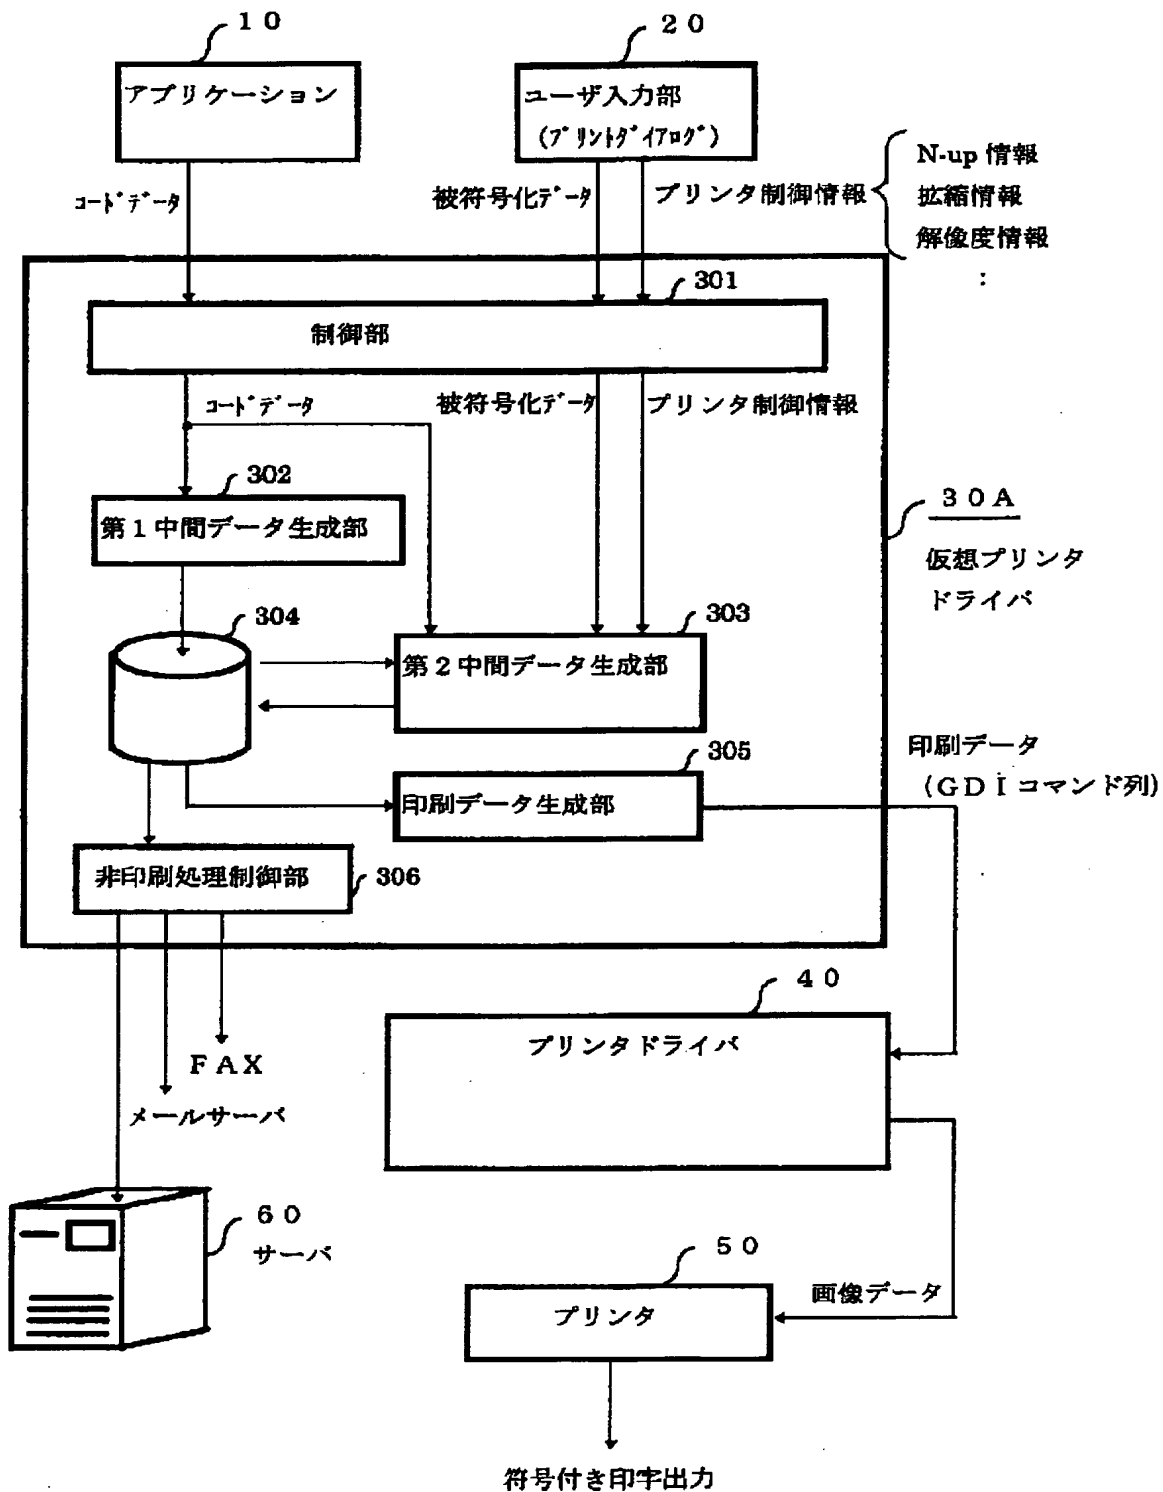 １０
アプリケーション
２０
ユーザ入力部
(プリントダイアログ)
コードデータ
被符号化データ
プリンタ制御情報
N-up 情報
拡縮情報
解像度情報
:
301
制御部
コードデータ
被符号化データ
プリンタ制御情報
302
第１中間データ生成部
３０A
仮想プリンタ
ドライバ
304
303
第２中間データ生成部
305
印刷データ生成部
印刷データ
(ＧＤＩコマンド列)
非印刷処理制御部
306
４０
プリンタドライバ
ＦＡＸ
メールサーバ
６０
サーバ
５０
プリンタ
画像データ
符号付き印字出力